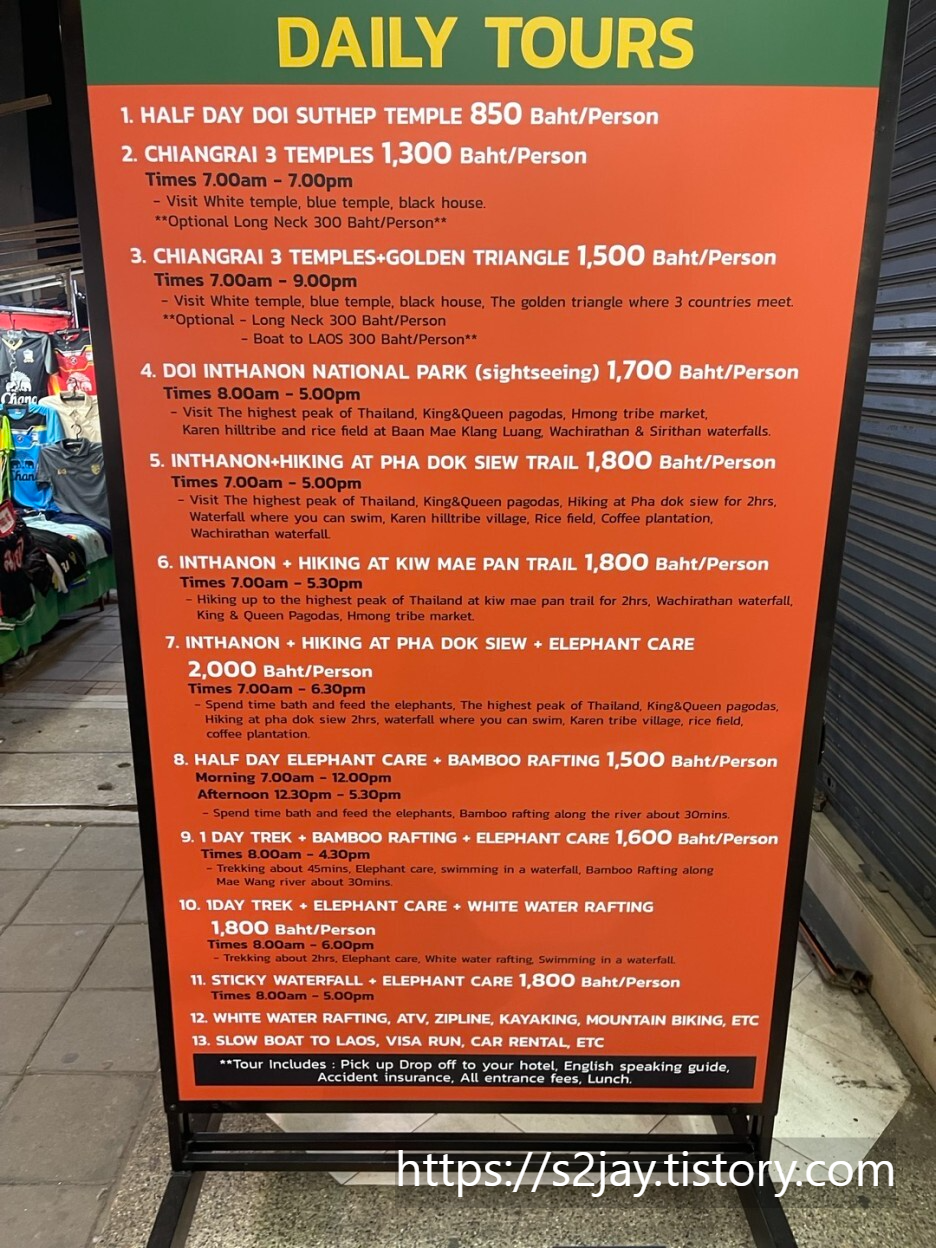 DAILY TOURS
1. HALF DAY DOI SUTHEP TEMPLE 850 Baht/Person
2. CHIANGRAI 3 TEMPLES 1,300 Baht/Person
Times 7.00am - 7.00pm
- Visit White temple, blue temple, black house.
**Optional Long Neck 300 Baht/Person**
3. CHIANGRAI 3 TEMPLES+GOLDEN TRIANGLE 1,500 Baht/Person
Times 7.00am - 9.00pm
- Visit White temple, blue temple, black house, The golden triangle where 3 countries meet.
**Optional - Long Neck 300 Baht/Person
- Boat to LAOS 300 Baht/Person**
4. DOI INTHANON NATIONAL PARK (sightseeing) 1,700 Baht/Person
Times 8.00am - 5.00pm
- Visit The highest peak of Thailand, King&Queen pagodas, Hmong tribe market,
Karen hilltribe and rice field at Baan Mae Klang Luang, Wachirathan & Sirithan waterfalls.
5. INTHANON+HIKING AT PHA DOK SIEW TRAIL 1,800 Baht/Person
Times 7.00am - 5.00pm
- Visit The highest peak of Thailand, King&Queen pagodas, Hiking at Pha dok siew for 2hrs,
Waterfall where you can swim, Karen hilltribe village, Rice field, Coffee plantation,
Wachirathan waterfall.
6. INTHANON + HIKING AT KIW MAE PAN TRAIL 1,800 Baht/Person
Times 7.00am - 5.30pm
- Hiking up to the highest peak of Thailand at kiw mae pan trail for 2hrs, Wachirathan waterfall,
King & Queen Pagodas, Hmong tribe market.
7. INTHANON + HIKING AT PHA DOK SIEW + ELEPHANT CARE
2,000 Baht/Person
Times 7.00am - 6.30pm
- Spend time bath and feed the elephants, The highest peak of Thailand, King&Queen pagodas,
Hiking at pha dok siew 2hrs, waterfall where you can swim, Karen tribe village, rice field,
coffee plantation.
8. HALF DAY ELEPHANT CARE + BAMBOO RAFTING 1,500 Baht/Person
Morning 7.00am - 12.00pm
Afternoon 12.30pm - 5.30pm
- Spend time bath and feed the elephants, Bamboo rafting along the river about 30mins.
9. 1 DAY TREK + BAMBOO RAFTING + ELEPHANT CARE 1,600 Baht/Person
Times 8.00am - 4.30pm
- Trekking about 45mins, Elephant care, swimming in a waterfall, Bamboo Rafting along
Mae Wang river about 30mins.
10. 1DAY TREK + ELEPHANT CARE + WHITE WATER RAFTING
1,800 Baht/Person
Times 8.00am - 6.00pm
- Trekking about 2hrs, Elephant care, White water rafting, Swimming in a waterfall.
11. STICKY WATERFALL + ELEPHANT CARE 1,800 Baht/Person
Times 8.00am - 5.00pm
12. WHITE WATER RAFTING, ATV, ZIPLINE, KAYAKING, MOUNTAIN BIKING, ETC
13. SLOW BOAT TO LAOS, VISA RUN, CAR RENTAL, ETC
**Tour Includes : Pick up Drop off to your hotel, English speaking guide,
Accident insurance, All entrance fees, Lunch.
https://s2jay.tistory.com